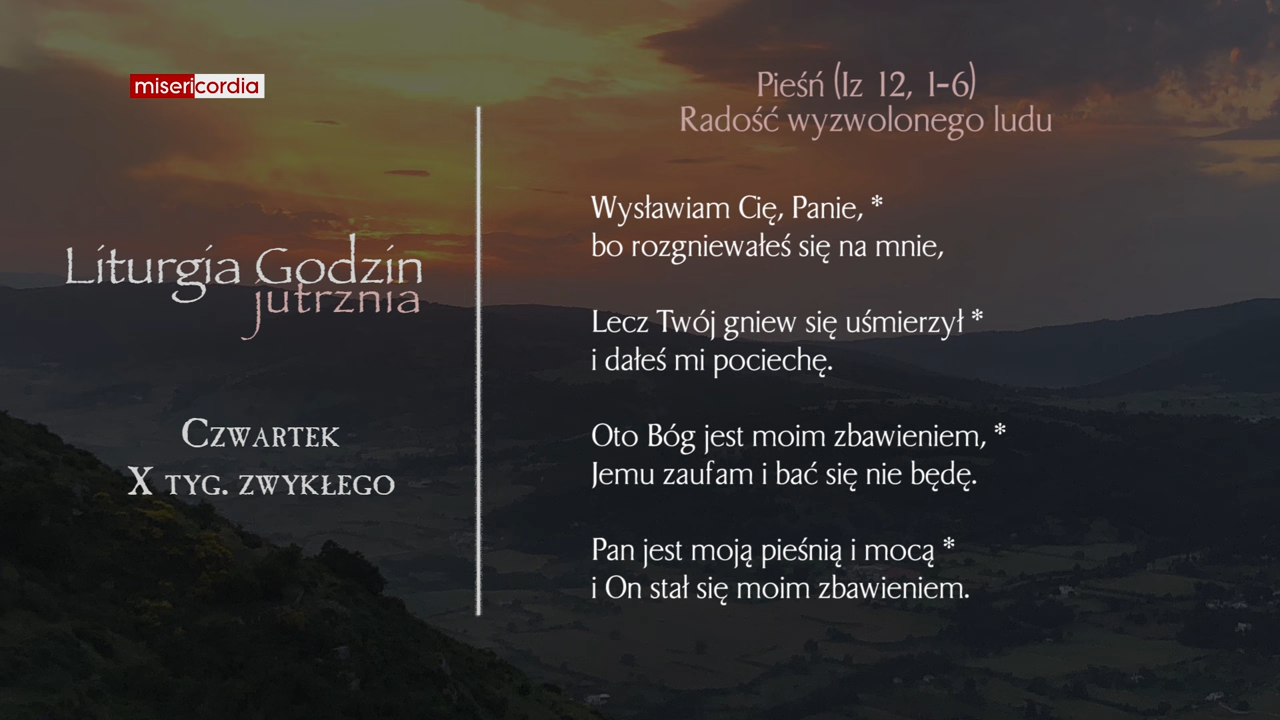 misericordia
Liturgia Godzin
jutrznia
Czwartek
X tyg. zwykłego
Pieśń (Iz 12, 1-6)
Radość wyzwolonego ludu
Wysławiam Cię, Panie, *
bo rozgniewałeś się na mnie,
Lecz Twój gniew się uśmierzył *
i dałeś mi pociechę.
Oto Bóg jest moim zbawieniem, *
Jemu zaufam i bać się nie będę.
Pan jest moją pieśnią i mocą *
i On stał się moim zbawieniem.